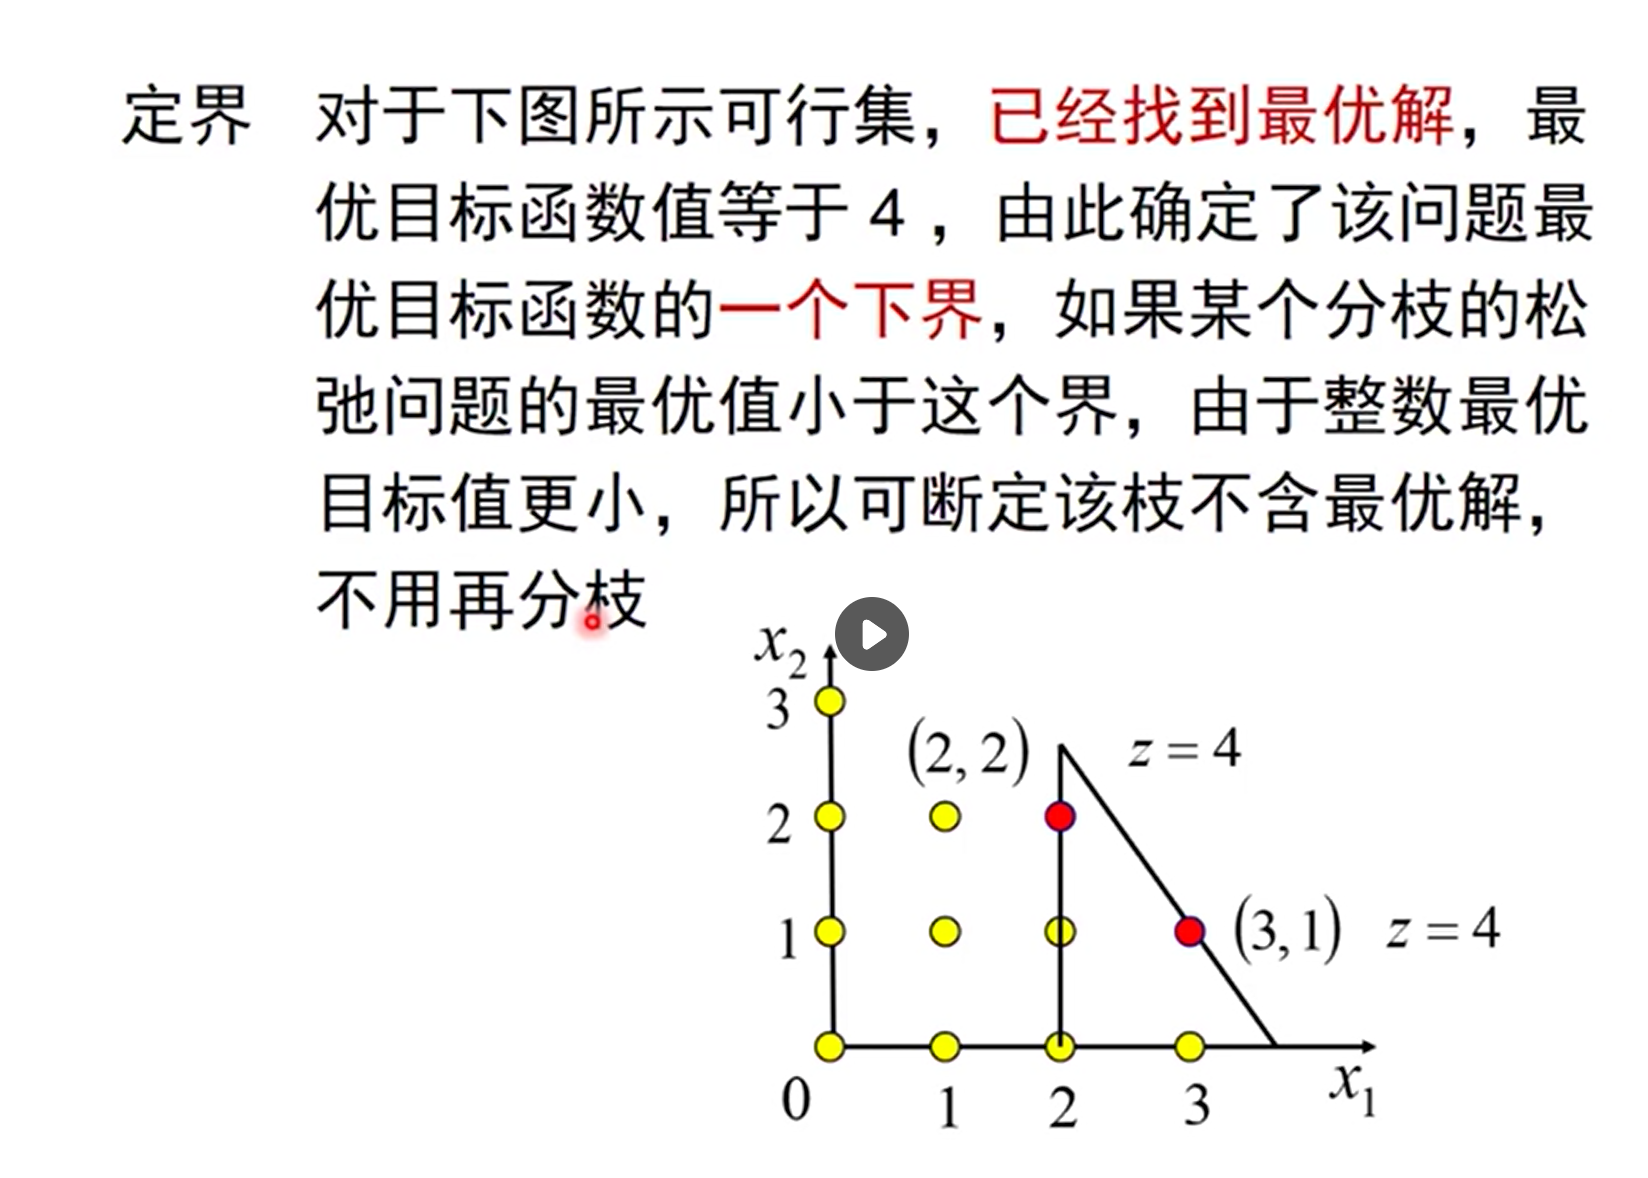 定界 对于下图所示可行集，已经找到最优解，最
优目标函数值等于 4 ，由此确定了该问题最
优目标函数的一个下界，如果某个分枝的松
弛问题的最优值小于这个界，由于整数最优
目标值更小，所以可断定该枝不含最优解，
不用再分枝
x₂
3
(2, 2) z = 4
2
1 (3, 1) z = 4
0 1 2 3 x₁